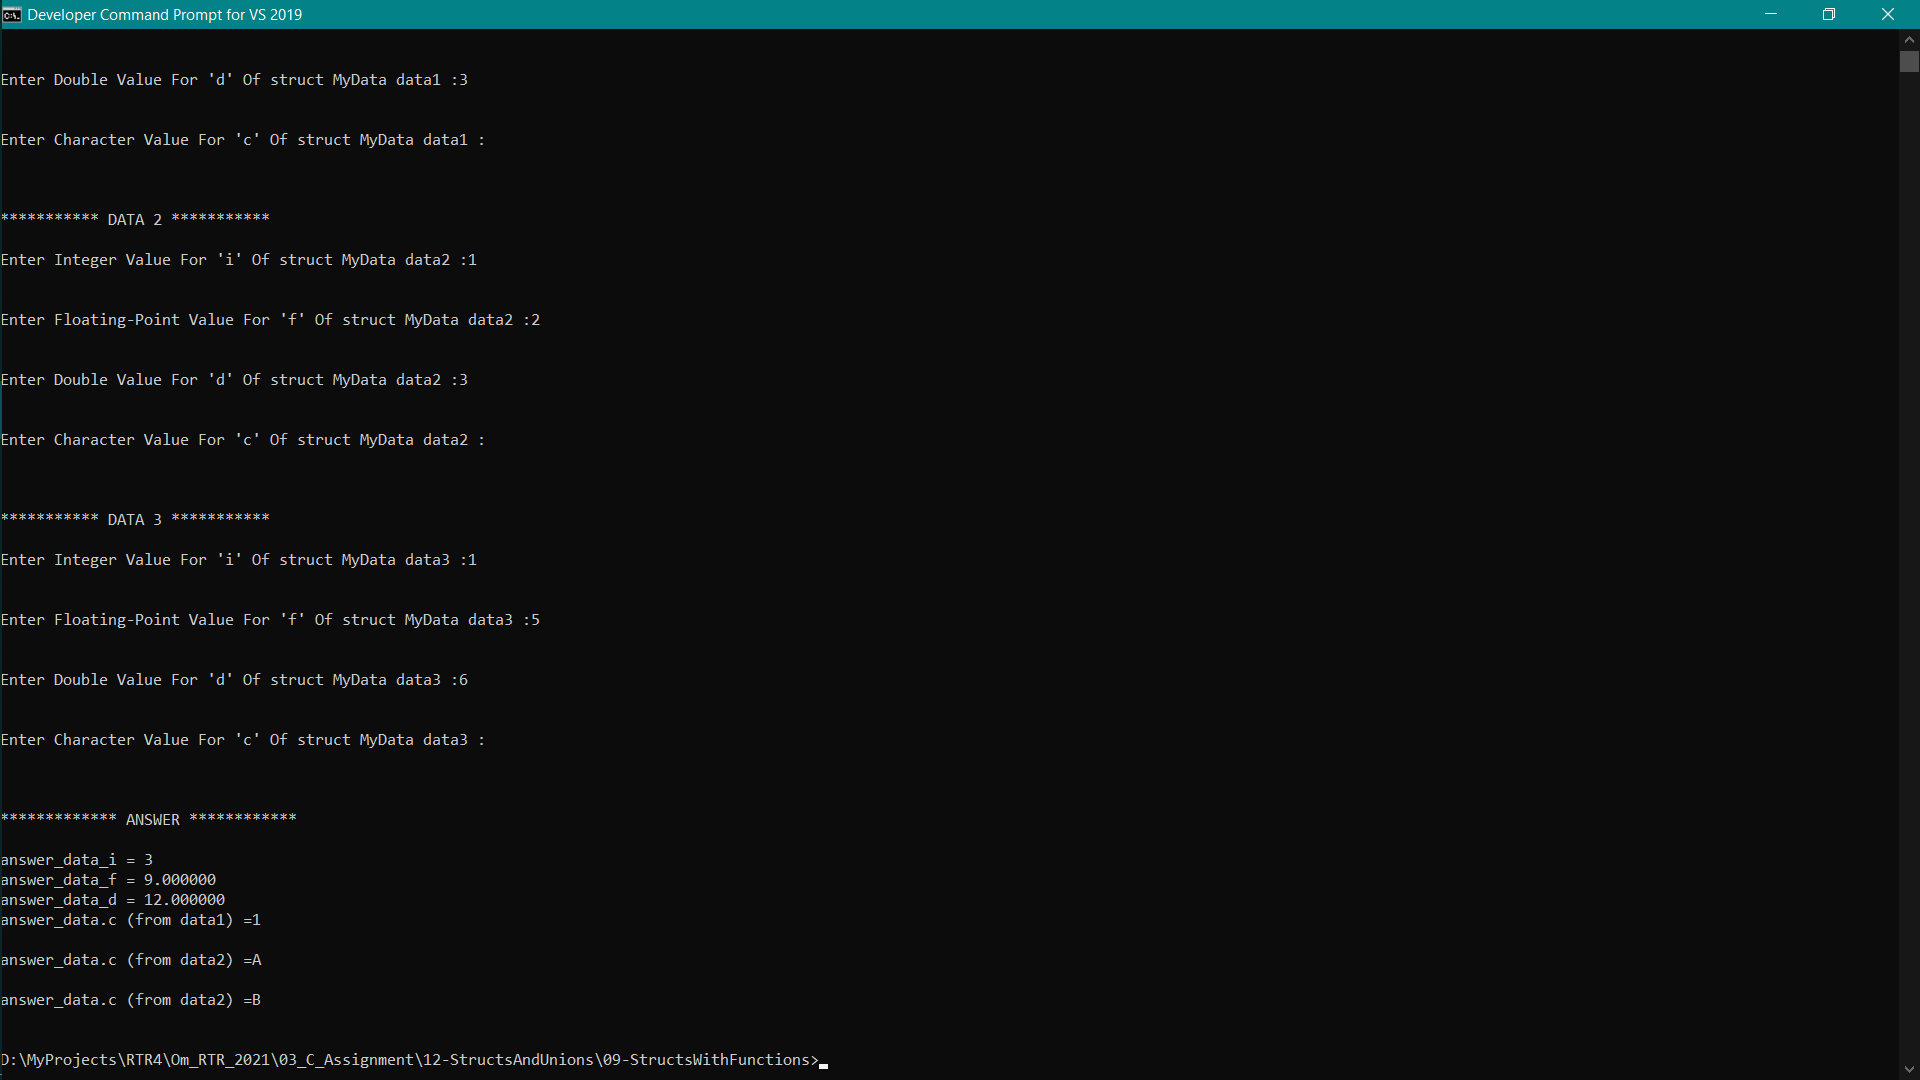 Developer Command Prompt for VS 2019
Enter Double Value For 'd' Of struct MyData data1 :3
Enter Character Value For 'c' Of struct MyData data1 :
*********** DATA 2 ***********
Enter Integer Value For 'i' Of struct MyData data2 :1
Enter Floating-Point Value For 'f' Of struct MyData data2 :2
Enter Double Value For 'd' Of struct MyData data2 :3
Enter Character Value For 'c' Of struct MyData data2 :
*********** DATA 3 ***********
Enter Integer Value For 'i' Of struct MyData data3 :1
Enter Floating-Point Value For 'f' Of struct MyData data3 :5
Enter Double Value For 'd' Of struct MyData data3 :6
Enter Character Value For 'c' Of struct MyData data3 :
************* ANSWER ************
answer_data_i = 3
answer_data_f = 9.000000
answer_data_d = 12.000000
answer_data.c (from data1) =1
answer_data.c (from data2) =A
answer_data.c (from data2) =B
D:\MyProjects\RTR4\Om_RTR_2021\03_C_Assignment\12-StructsAndUnions\09-StructsWithFunctions>